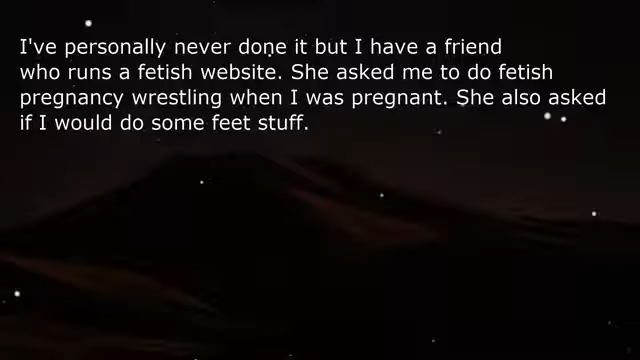 I've personally never done it but I have a friend
who runs a fetish website. She asked me to do fetish
pregnancy wrestling when I was pregnant. She also asked
if I would do some feet stuff.